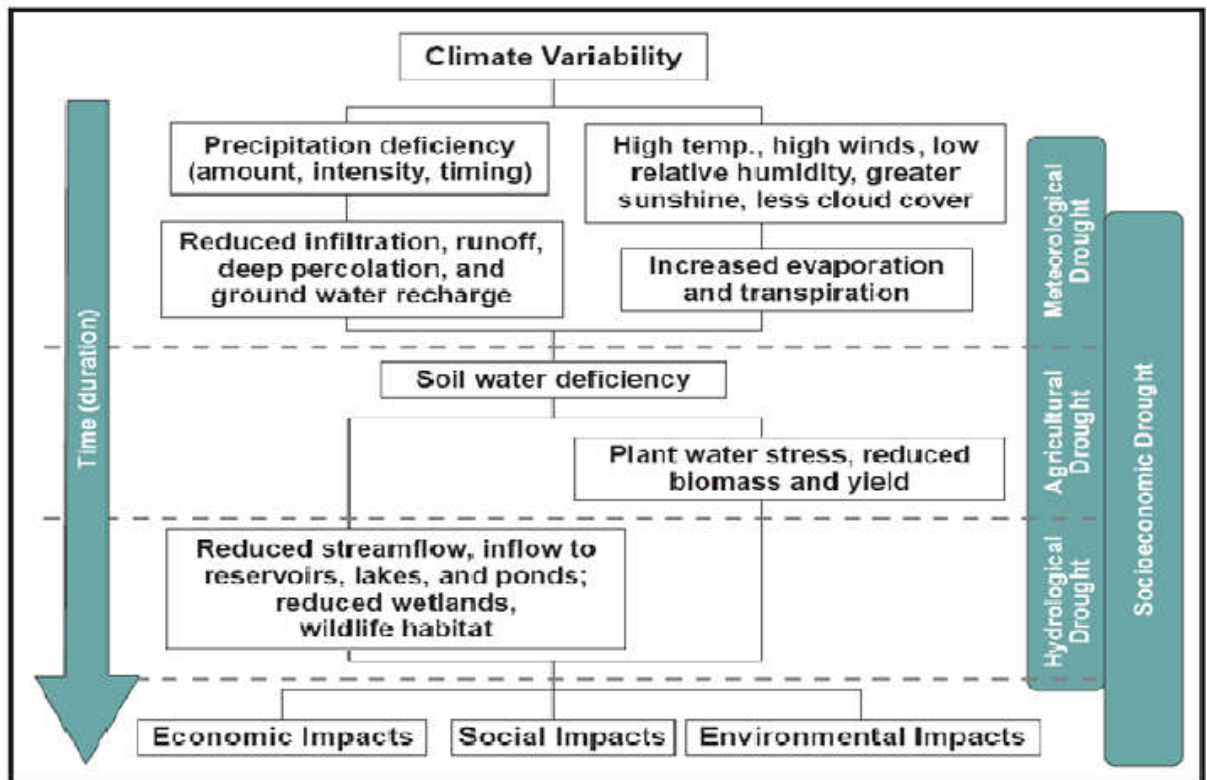 Climate Variability
Precipitation deficiency
(amount, intensity, timing)
High temp., high winds, low
relative humidity, greater
sunshine, less cloud cover
Reduced infiltration, runoff,
deep percolation, and
ground water recharge
Increased evaporation
and transpiration
Soil water deficiency
Plant water stress, reduced
biomass and yield
Reduced streamflow, inflow to
reservoirs, lakes, and ponds;
reduced wetlands,
wildlife habitat
Economic Impacts
Social Impacts
Environmental Impacts
Time (duration)
Meteorological
Drought
Agricultural
Drought
Hydrological
Drought
Socioeconomic Drought